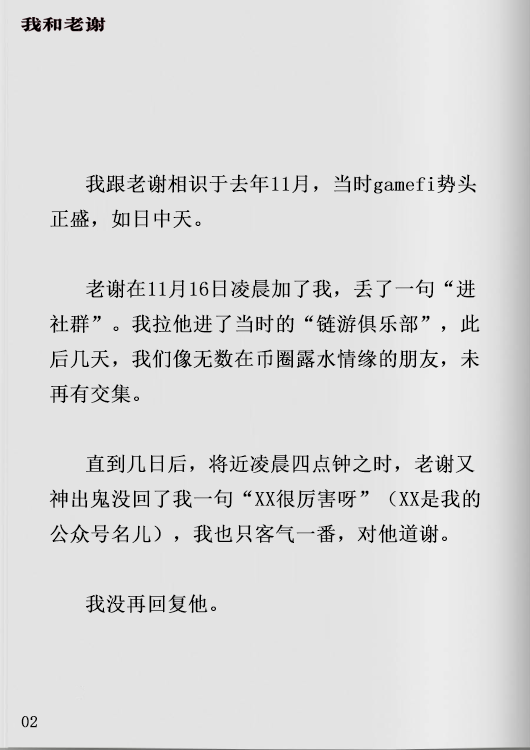 我和老谢
我跟老谢相识于去年11月，当时gamefi势头
正盛，如日中天。
老谢在11月16日凌晨加了我，丢了一句“进
社群”。我拉他进了当时的“链游俱乐部”，此
后几天，我们像无数在币圈露水情缘的朋友，未
再有交集。
直到几日后，将近凌晨四点钟之时，老谢又
神出鬼没回了我一句“XX很厉害呀”（XX是我的
公众号名儿），我也只客气一番，对他道谢。
我没再回复他。
02